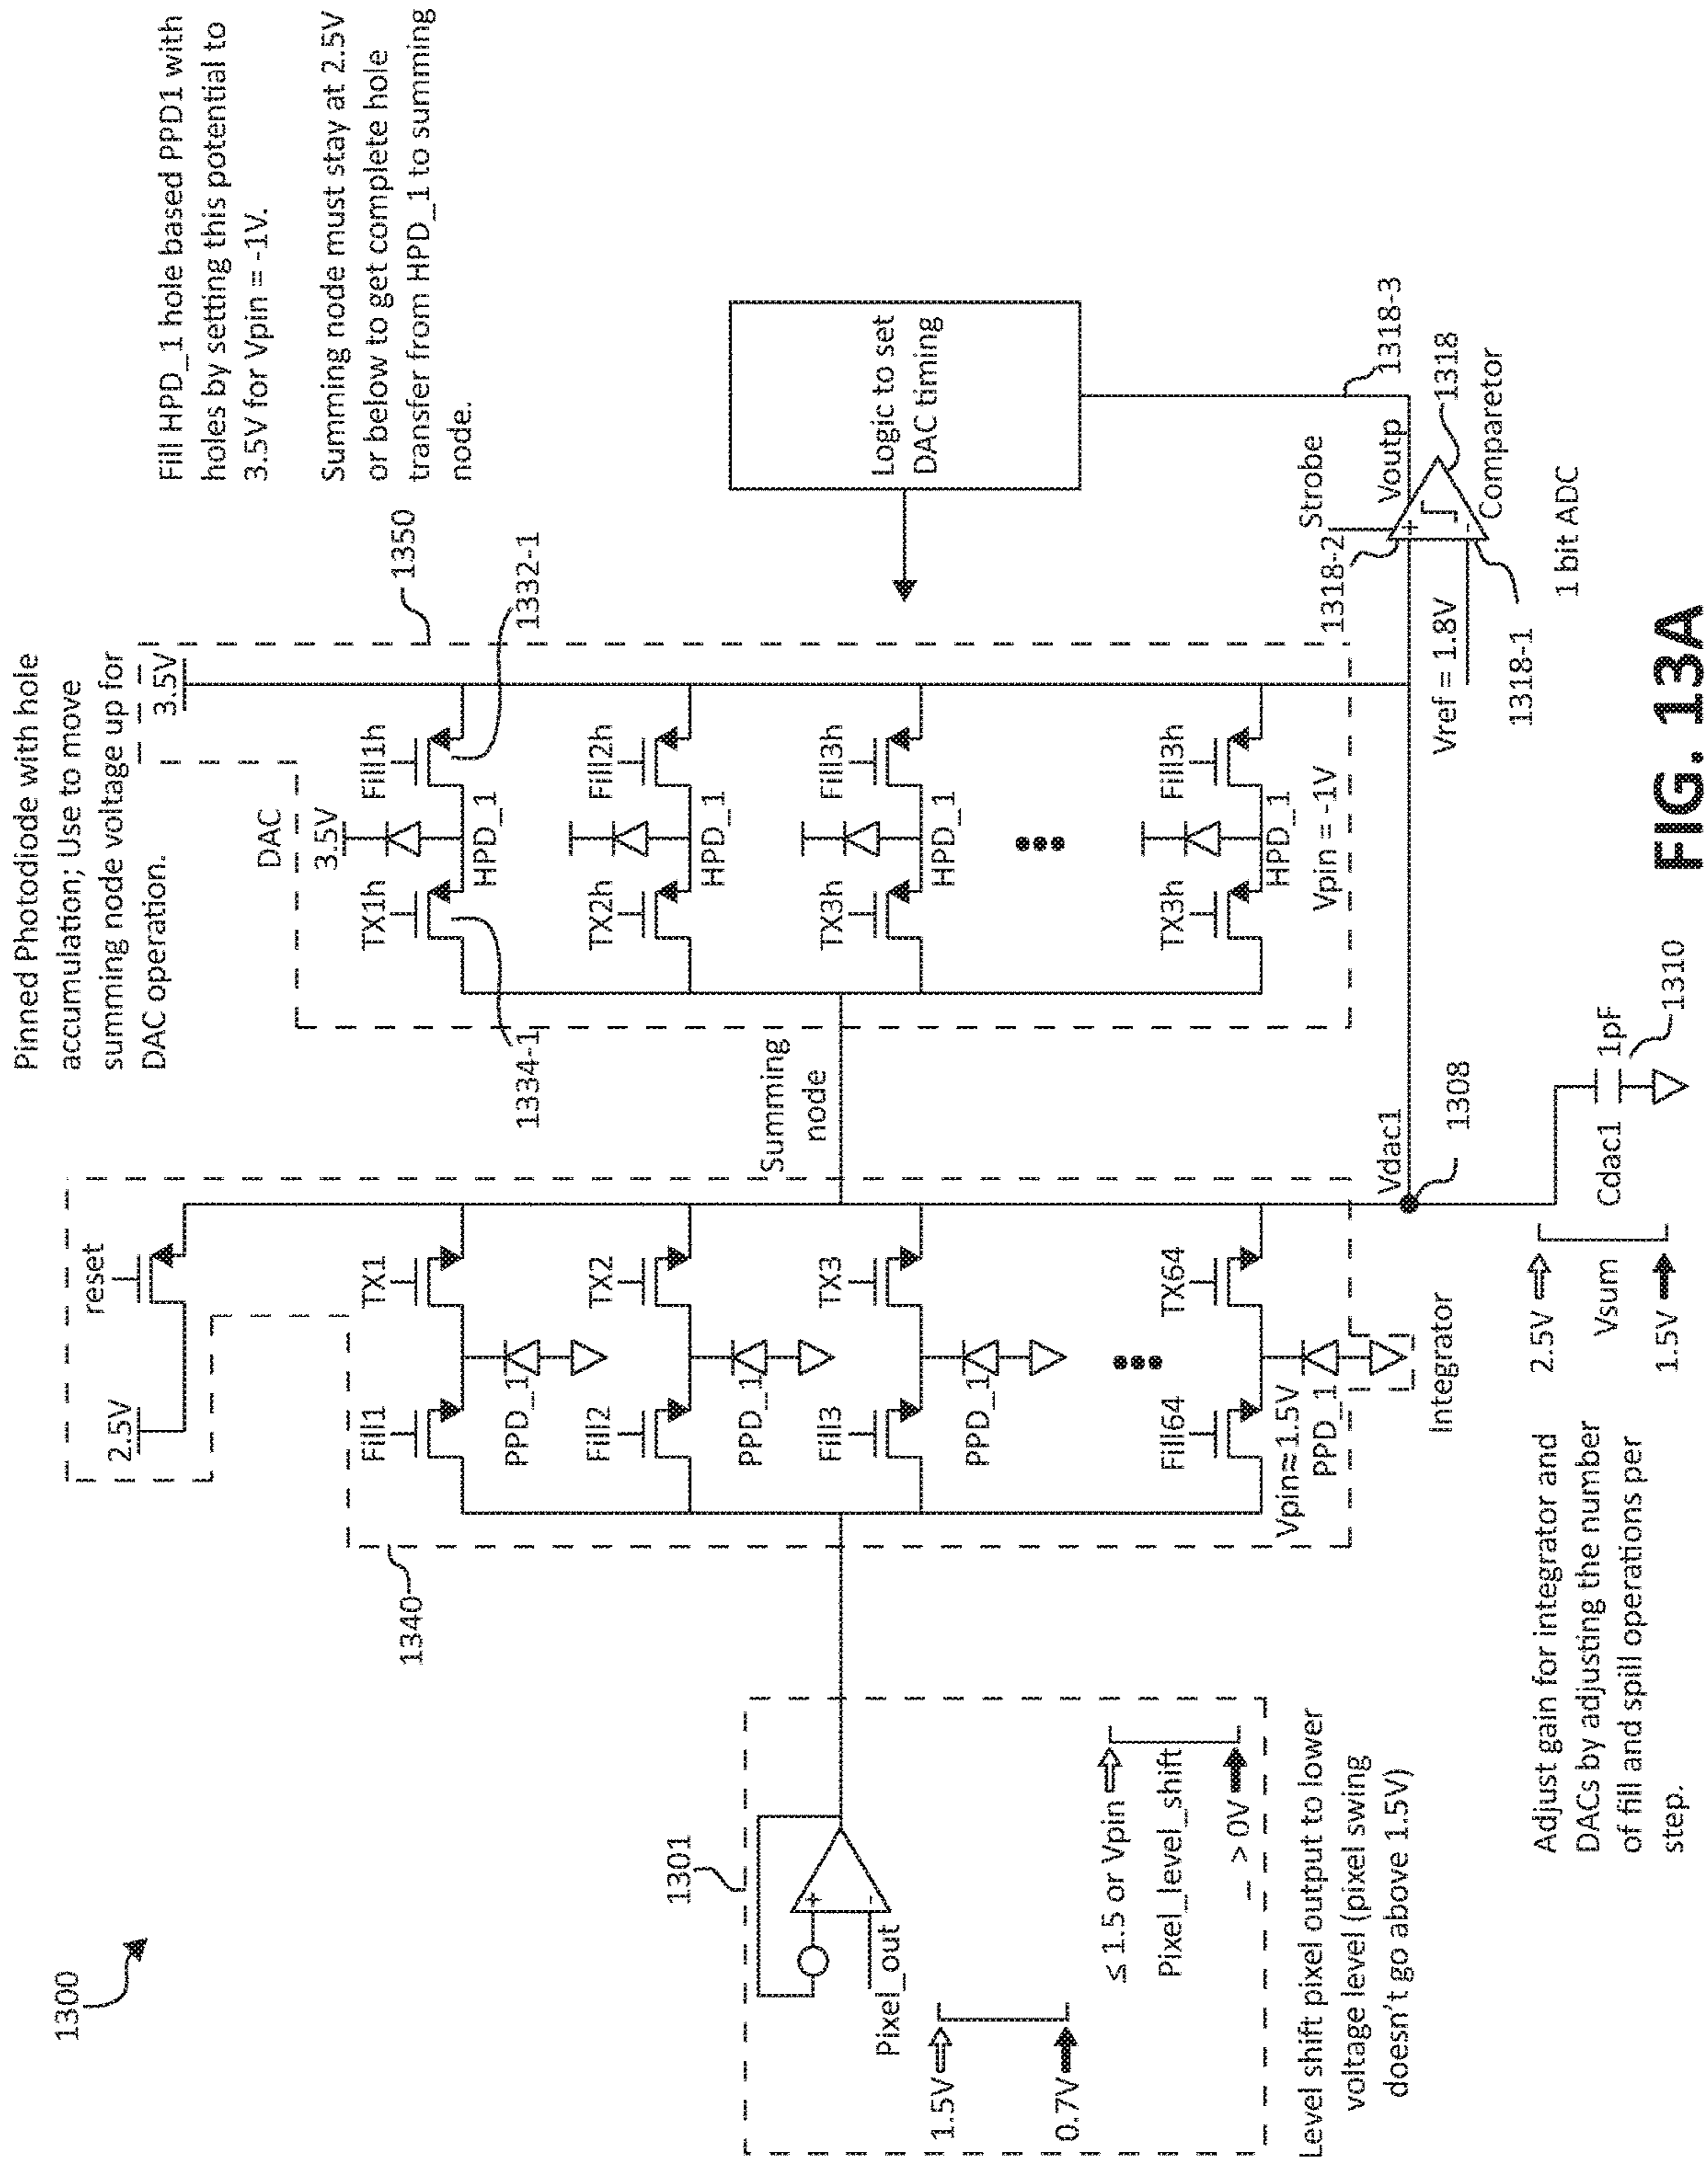 1300
Pinned Photodiode with hole
accumulation; Use to move
summing node voltage up for
DAC operation.
Fill HPD_1 hole based PPD1 with
holes by setting this potential to
3.5V for Vpin = -1V.
Summing node must stay at 2.5V
or below to get complete hole
transfer from HPD_1 to summing
node.
2.5V
reset
1340
Fill1
TX1
PPD_1
Fill2
TX2
PPD_1
Fill3
TX3
PPD_1
Fill64
TX64
Vpin≈1.5V
PPD_1
Integrator
Summing
node
DAC
3.5V
3.5V
1350
TX1h
Fill1h
HPD_1
1334-1
1332-1
TX2h
Fill2h
HPD_1
TX3h
Fill3h
HPD_1
TX3h
Fill3h
HPD_1
Vpin = -1V
Logic to set
DAC timing
1301
+
-
Pixel_out
1.5V
0.7V
≤ 1.5 or Vpin
Pixel_level_shift
> 0V
Level shift pixel output to lower
voltage level (pixel swing
doesn't go above 1.5V)
Vdac1
1308
1318-2
Strobe
Voutp
1318-3
+
-
1318
Comparetor
Vref = 1.8V
1318-1
1 bit ADC
2.5V
Vsum
1.5V
Cdac1
1pF
1310
Adjust gain for integrator and
DACs by adjusting the number
of fill and spill operations per
step.
FIG. 13A